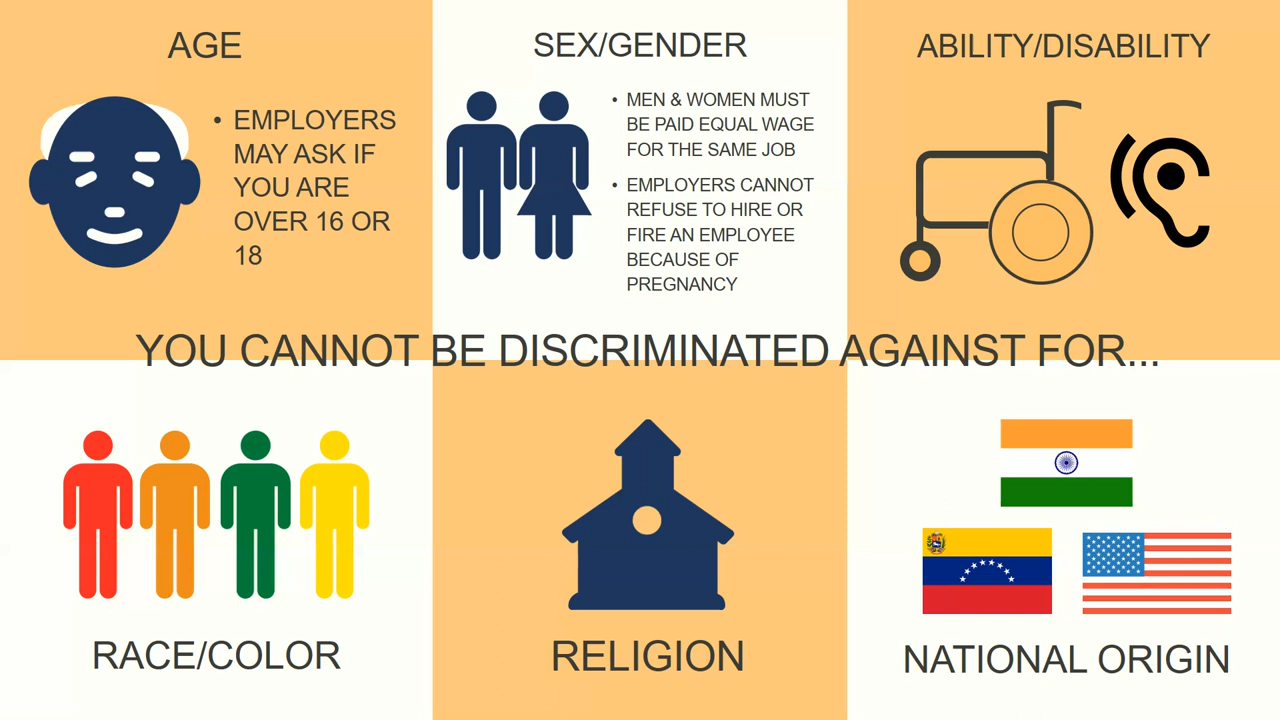 AGE
• EMPLOYERS
MAY ASK IF
YOU ARE
OVER 16 OR
18
SEX/GENDER
• MEN & WOMEN MUST
BE PAID EQUAL WAGE
FOR THE SAME JOB
• EMPLOYERS CANNOT
REFUSE TO HIRE OR
FIRE AN EMPLOYEE
BECAUSE OF
PREGNANCY
ABILITY/DISABILITY
YOU CANNOT BE DISCRIMINATED AGAINST FOR...
RACE/COLOR
RELIGION
NATIONAL ORIGIN